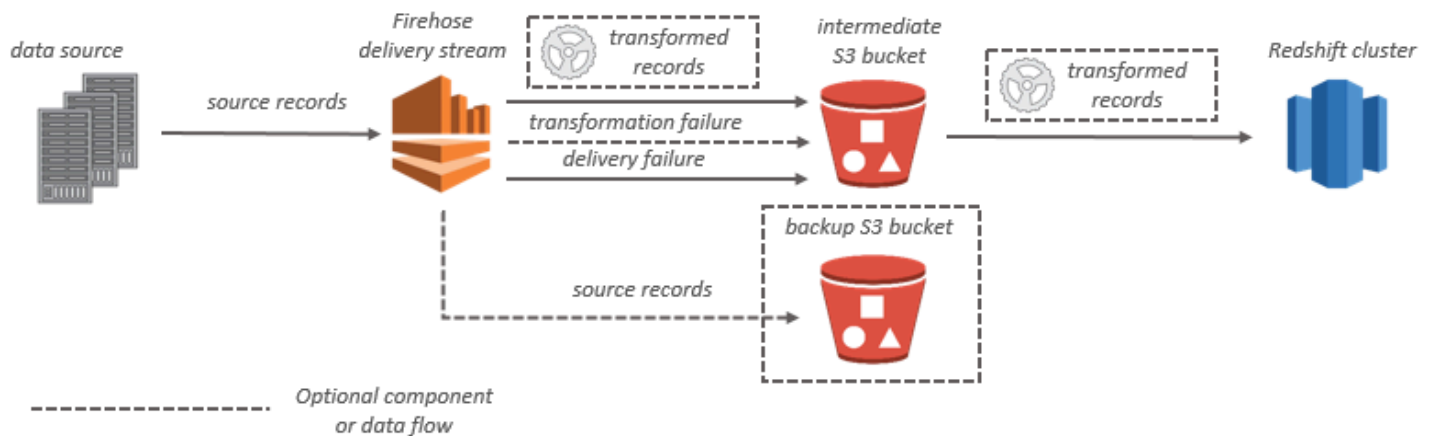 data source
source records
Firehose
delivery stream
transformed
records
transformation failure
delivery failure
intermediate
S3 bucket
transformed
records
Redshift cluster
backup S3 bucket
source records
Optional component
or data flow